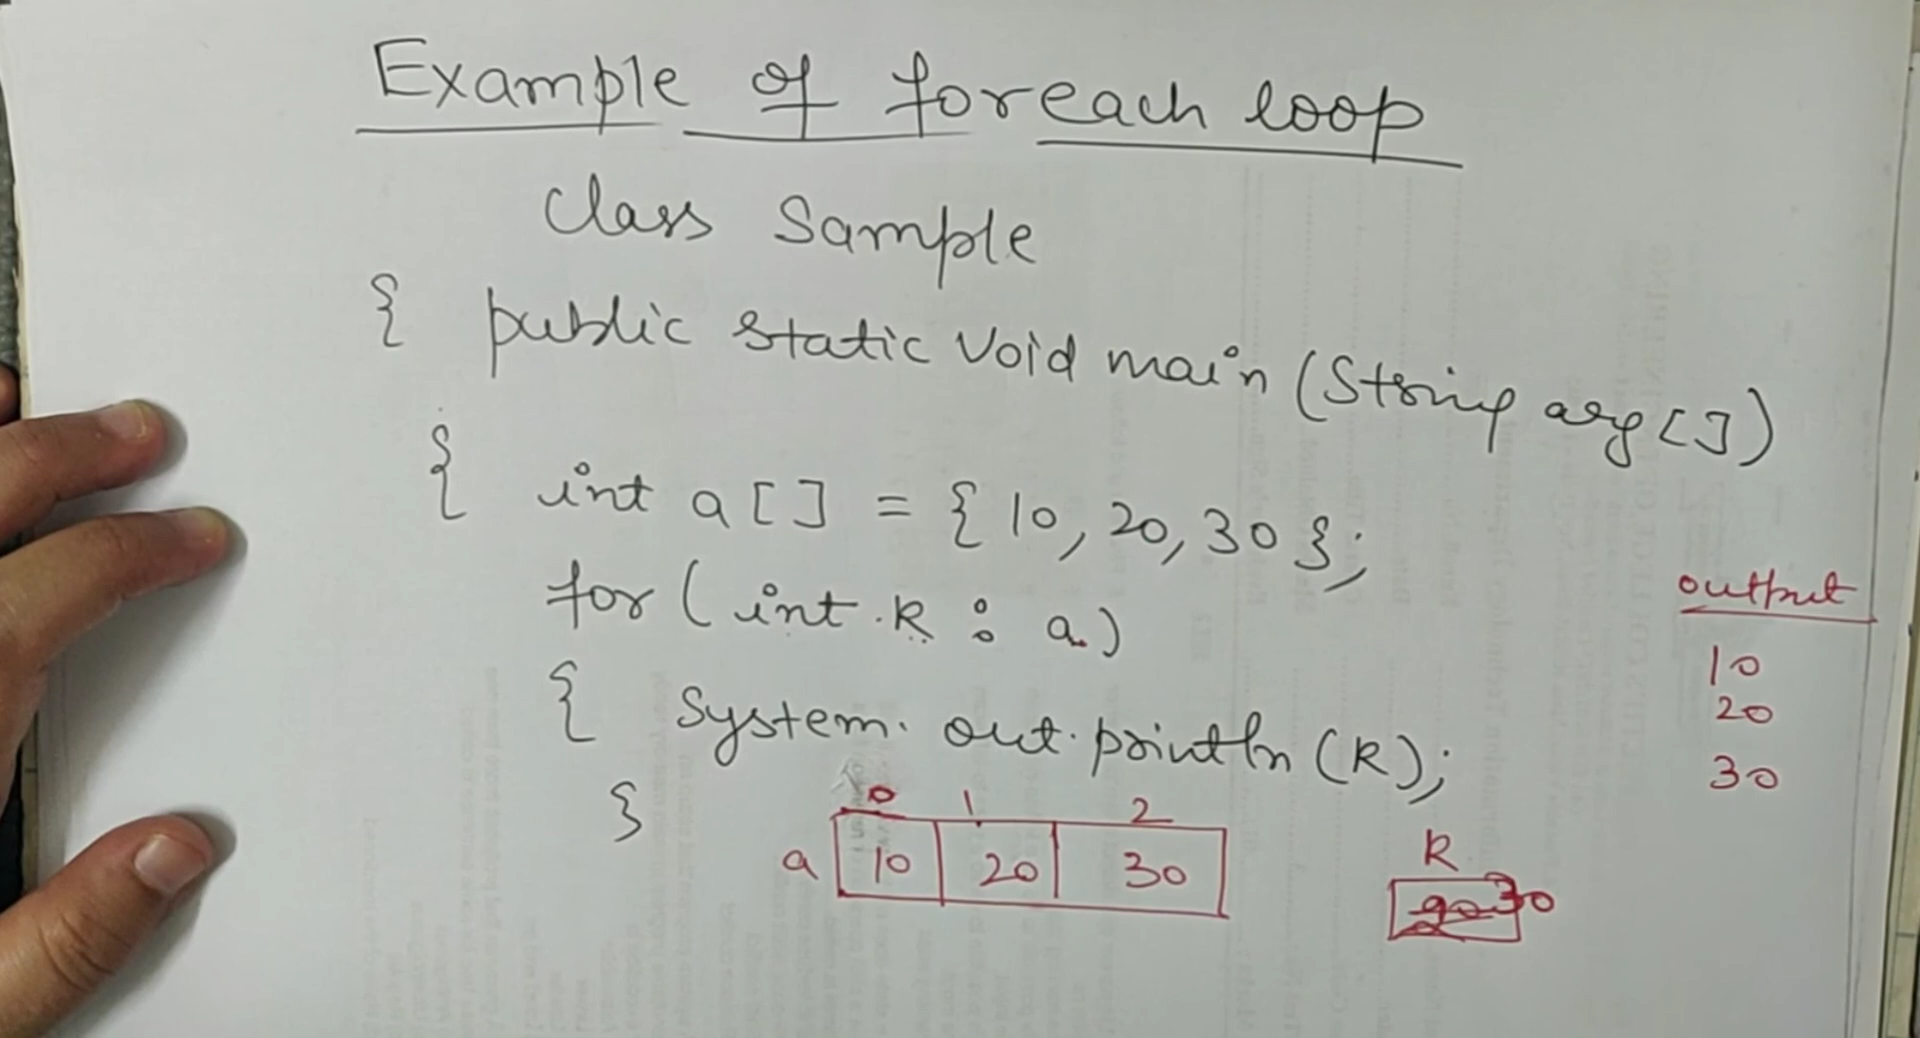 Example of foreach loop
class Sample
{ public static void main (String arg[])
{ int a[] = {10, 20, 30};
for (int K : a)
{ System.out.println(K);
}
output
10
20
30
0 1 2
a 10 20 30
K
30